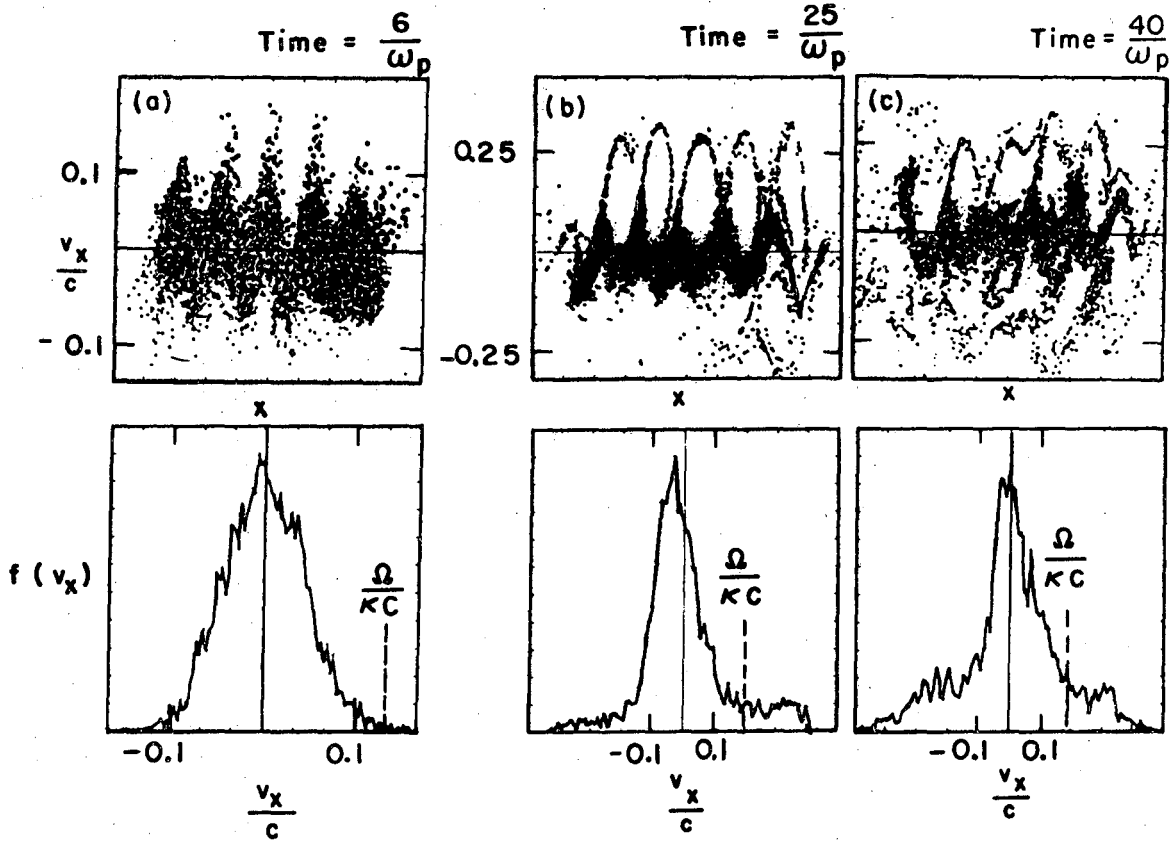 Time = 6/ωp
Time = 25/ωp
Time = 40/ωp
(a)
(b)
(c)
0.1
vx/c
-0.1
0.25
-0.25
x
x
x
f (vx)
Ω/κC
Ω/κC
Ω/κC
-0.1 0.1
-0.1 0.1
-0.1 0.1
vx/c
vx/c
vx/c